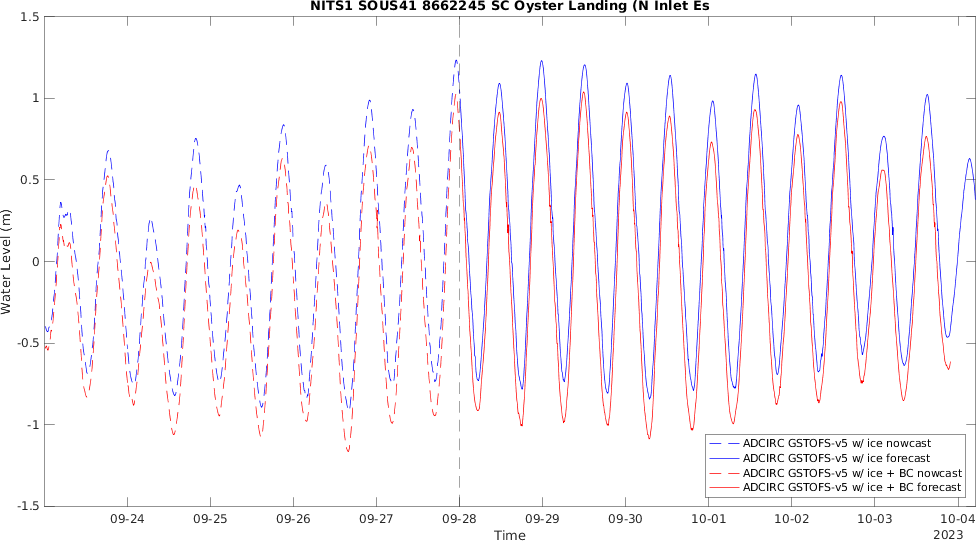 NITS1 SOUS41 8662245 SC Oyster Landing (N Inlet Es
1.5
1
0.5
0
-0.5
-1
-1.5
Water Level (m)
09-24 09-25 09-26 09-27 09-28 09-29 09-30 10-01 10-02 10-03 10-04
Time
2023
ADCIRC GSTOFS-v5 w/ ice nowcast
ADCIRC GSTOFS-v5 w/ ice forecast
ADCIRC GSTOFS-v5 w/ ice + BC nowcast
ADCIRC GSTOFS-v5 w/ ice + BC forecast